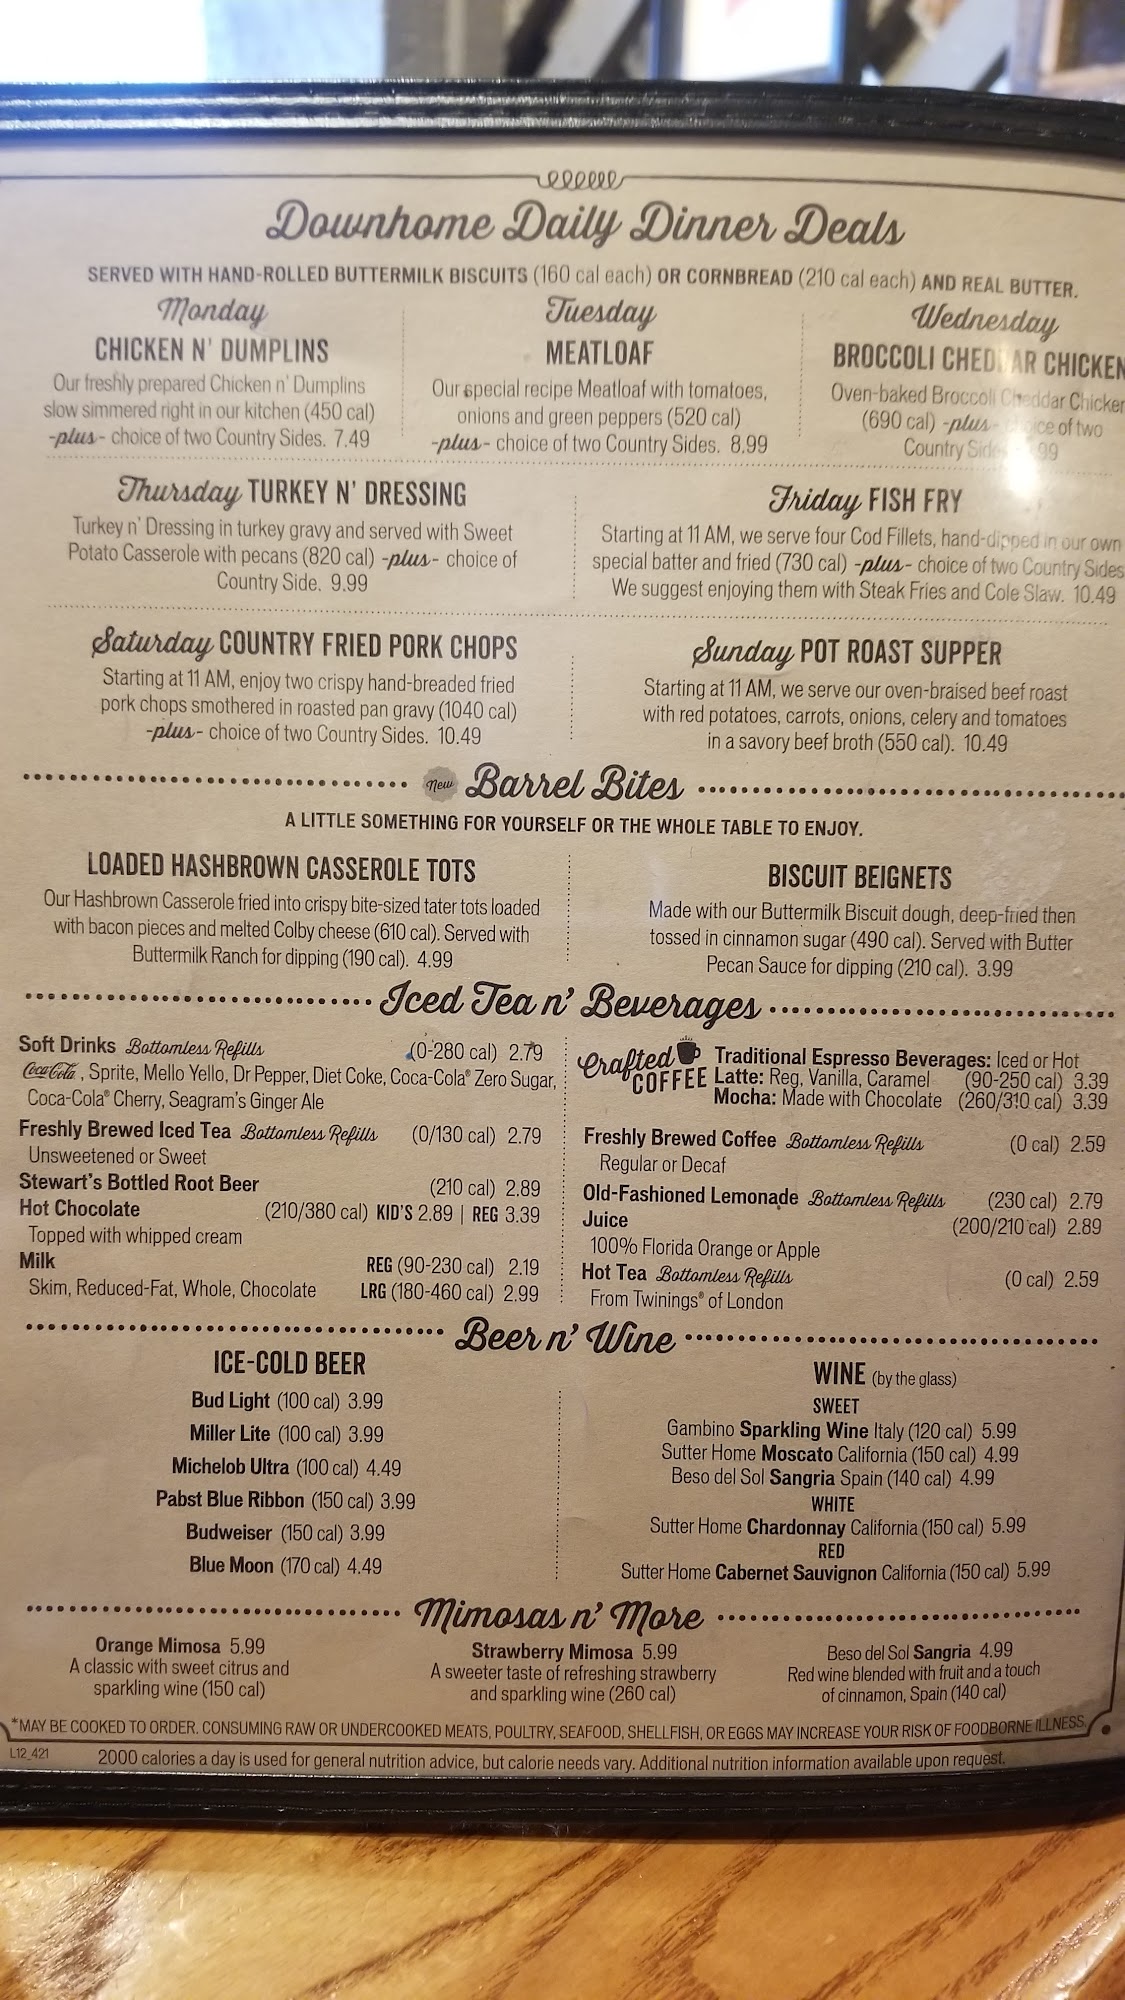 Downhome Daily Dinner Deals
SERVED WITH HAND-ROLLED BUTTERMILK BISCUITS (160 cal each) OR CORNBREAD (210 cal each) AND REAL BUTTER.
Monday
CHICKEN N' DUMPLINS
Our freshly prepared Chicken n' Dumplins
slow simmered right in our kitchen (450 cal)
-plus- choice of two Country Sides. 7.49
Tuesday
MEATLOAF
Our special recipe Meatloaf with tomatoes,
onions and green peppers (520 cal)
-plus- choice of two Country Sides. 8.99
Wednesday
BROCCOLI CHEDDAR CHICKEN
Oven-baked Broccoli Cheddar Chicken
(690 cal) -plus- choice of two
Country Sides
Thursday TURKEY N' DRESSING
Turkey n' Dressing in turkey gravy and served with Sweet
Potato Casserole with pecans (820 cal) -plus- choice of
Country Side. 9.99
Friday FISH FRY
Starting at 11 AM, we serve four Cod Fillets, hand-dipped in our own
special batter and fried (730 cal) -plus- choice of two Country Sides
We suggest enjoying them with Steak Fries and Cole Slaw. 10.49
Saturday COUNTRY FRIED PORK CHOPS
Starting at 11 AM, enjoy two crispy hand-breaded fried
pork chops smothered in roasted pan gravy (1040 cal)
-plus- choice of two Country Sides. 10.49
Sunday POT ROAST SUPPER
Starting at 11 AM, we serve our oven-braised beef roast
with red potatoes, carrots, onions, celery and tomatoes
in a savory beef broth (550 cal). 10.49
New Barrel Bites
A LITTLE SOMETHING FOR YOURSELF OR THE WHOLE TABLE TO ENJOY.
LOADED HASHBROWN CASSEROLE TOTS
Our Hashbrown Casserole fried into crispy bite-sized tater tots loaded
with bacon pieces and melted Colby cheese (610 cal). Served with
Buttermilk Ranch for dipping (190 cal). 4.99
BISCUIT BEIGNETS
Made with our Buttermilk Biscuit dough, deep-fried then
tossed in cinnamon sugar (490 cal). Served with Butter
Pecan Sauce for dipping (210 cal). 3.99
Iced Tea n' Beverages
Soft Drinks Bottomless Refills (0-280 cal) 2.79
Coca-Cola, Sprite, Mello Yello, Dr Pepper, Diet Coke, Coca-Cola® Zero Sugar,
Coca-Cola® Cherry, Seagram's Ginger Ale
Freshly Brewed Iced Tea Bottomless Refills (0/130 cal) 2.79
Unsweetened or Sweet
Stewart's Bottled Root Beer (210 cal) 2.89
Hot Chocolate (210/380 cal) KID'S 2.89 | REG 3.39
Topped with whipped cream
Milk REG (90-230 cal) 2.19
Skim, Reduced-Fat, Whole, Chocolate LRG (180-460 cal) 2.99
Crafted COFFEE
Traditional Espresso Beverages: Iced or Hot
Latte: Reg, Vanilla, Caramel (90-250 cal) 3.39
Mocha: Made with Chocolate (260/310 cal) 3.39
Freshly Brewed Coffee Bottomless Refills (0 cal) 2.59
Regular or Decaf
Old-Fashioned Lemonade Bottomless Refills (230 cal) 2.79
Juice (200/210 cal) 2.89
100% Florida Orange or Apple
Hot Tea Bottomless Refills (0 cal) 2.59
From Twinings® of London
Beer n' Wine
ICE-COLD BEER
Bud Light (100 cal) 3.99
Miller Lite (100 cal) 3.99
Michelob Ultra (100 cal) 4.49
Pabst Blue Ribbon (150 cal) 3.99
Budweiser (150 cal) 3.99
Blue Moon (170 cal) 4.49
WINE (by the glass)
SWEET
Gambino Sparkling Wine Italy (120 cal) 5.99
Sutter Home Moscato California (150 cal) 4.99
Beso del Sol Sangria Spain (140 cal) 4.99
WHITE
Sutter Home Chardonnay California (150 cal) 5.99
RED
Sutter Home Cabernet Sauvignon California (150 cal) 5.99
Mimosas n' More
Orange Mimosa 5.99
A classic with sweet citrus and
sparkling wine (150 cal)
Strawberry Mimosa 5.99
A sweeter taste of refreshing strawberry
and sparkling wine (260 cal)
Beso del Sol Sangria 4.99
Red wine blended with fruit and a touch
of cinnamon, Spain (140 cal)
*MAY BE COOKED TO ORDER. CONSUMING RAW OR UNDERCOOKED MEATS, POULTRY, SEAFOOD, SHELLFISH, OR EGGS MAY INCREASE YOUR RISK OF FOODBORNE ILLNESS.
L12_421
2000 calories a day is used for general nutrition advice, but calorie needs vary. Additional nutrition information available upon request.